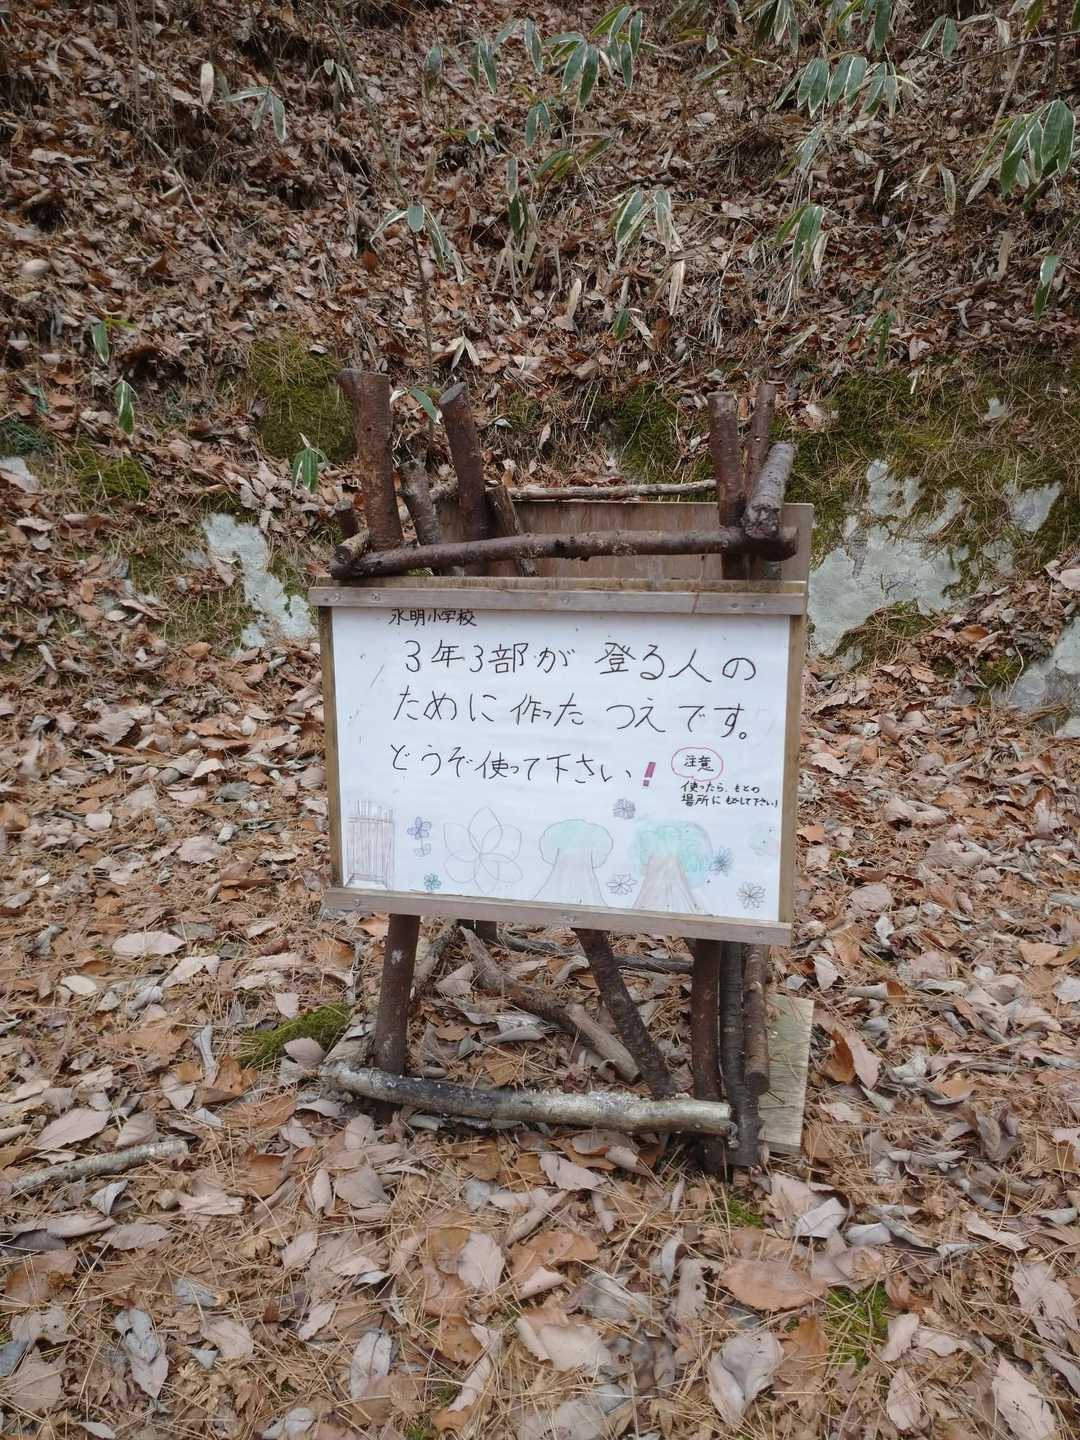 永明小学校
3年3部が 登る人の
ために 作った つえです。
どうぞ使って下さい!
注意
使ったら、もとの
場所にもどして下さい!